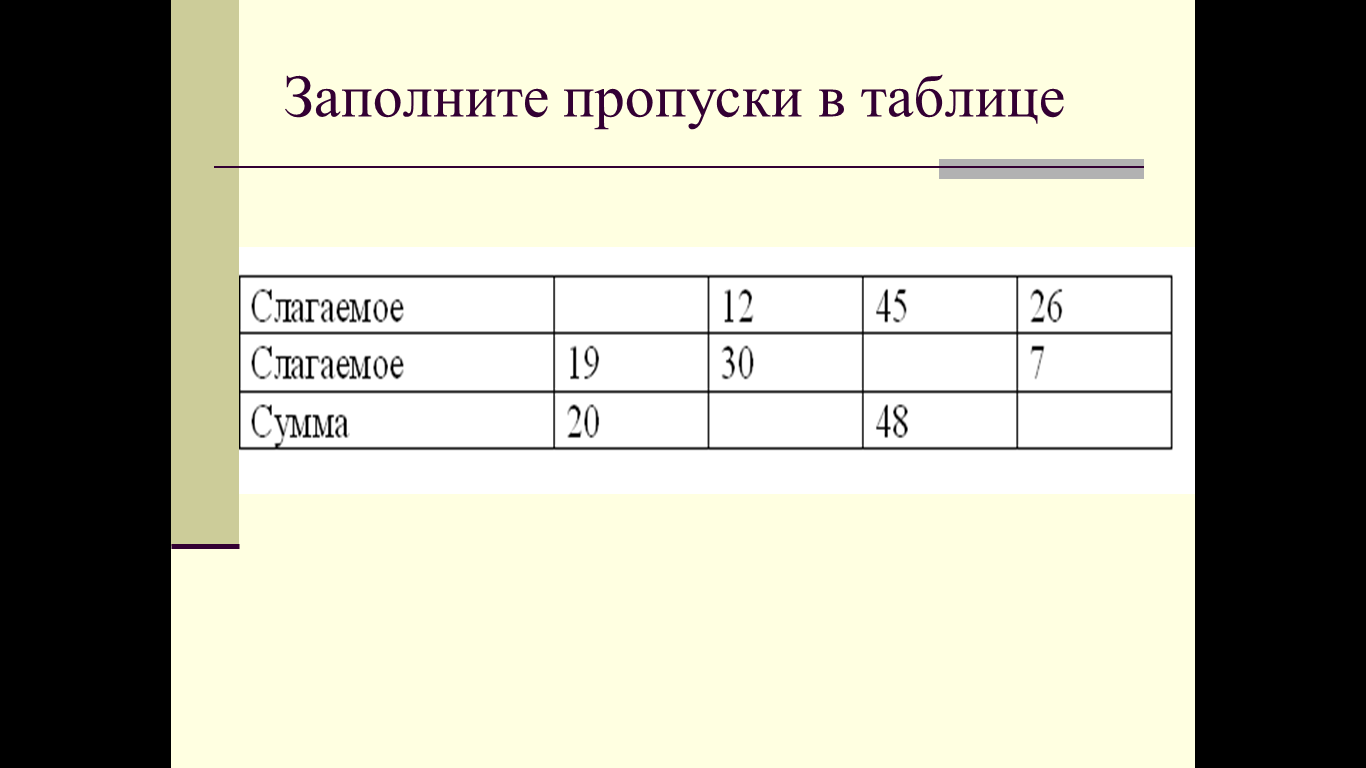 Заполните пропуски в таблице
Слагаемое 12 45 26
Слагаемое 19 30 7
Сумма 20 48